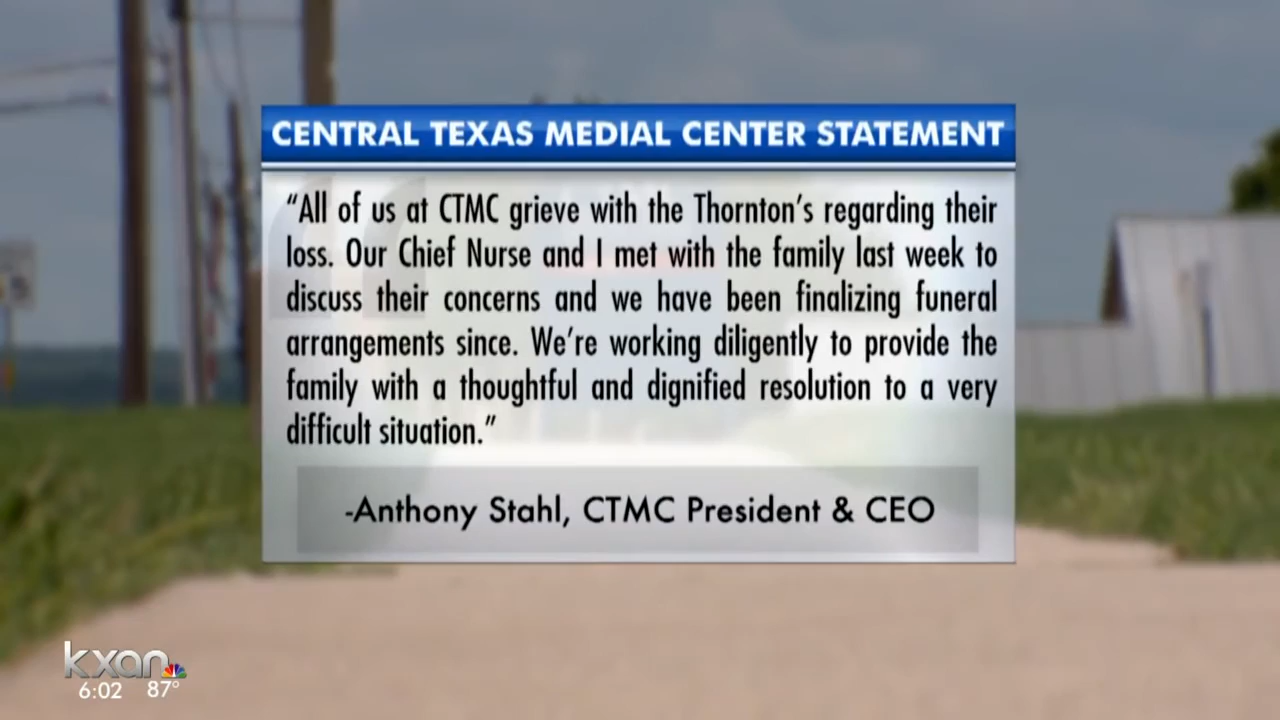 CENTRAL TEXAS MEDIAL CENTER STATEMENT
“All of us at CTMC grieve with the Thornton’s regarding their
loss. Our Chief Nurse and I met with the family last week to
discuss their concerns and we have been finalizing funeral
arrangements since. We’re working diligently to provide the
family with a thoughtful and dignified resolution to a very
difficult situation.”
-Anthony Stahl, CTMC President & CEO
kxan
6:02 87°